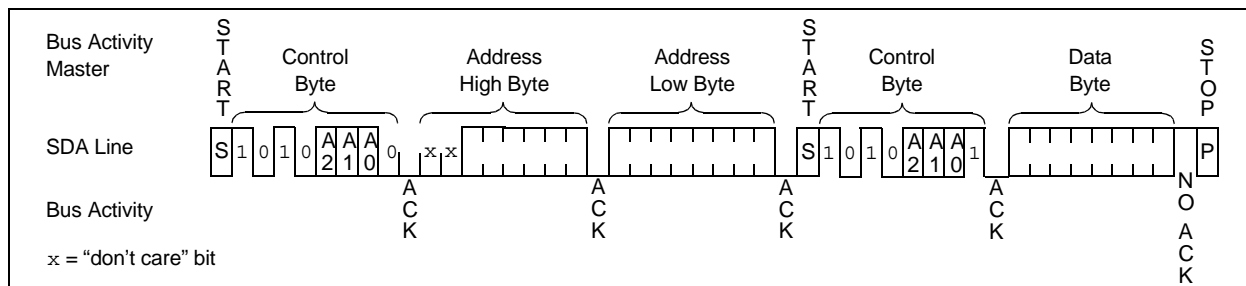 Bus Activity
Master
START
Control
Byte
Address
High Byte
Address
Low Byte
START
Control
Byte
Data
Byte
STOP
SDA Line
S 1 0 1 0 A2 A1 A0 0 x x S 1 0 1 0 A2 A1 A0 1 P
Bus Activity
ACK
ACK
ACK
ACK
NO ACK
x = “don’t care” bit